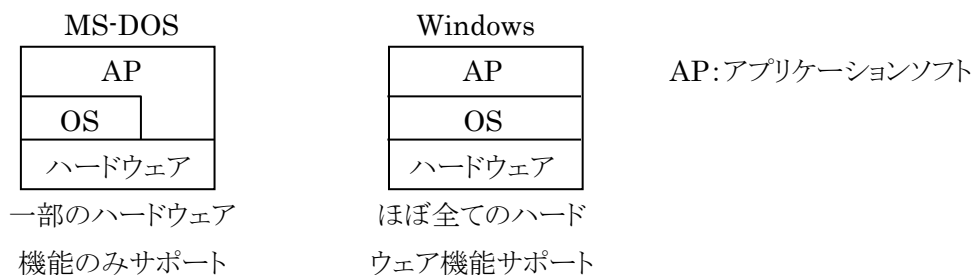 MS-DOS
AP
OS
ハードウェア
一部のハードウェア
機能のみサポート
Windows
AP
OS
ハードウェア
ほぼ全てのハード
ウェア機能サポート
AP:アプリケーションソフト